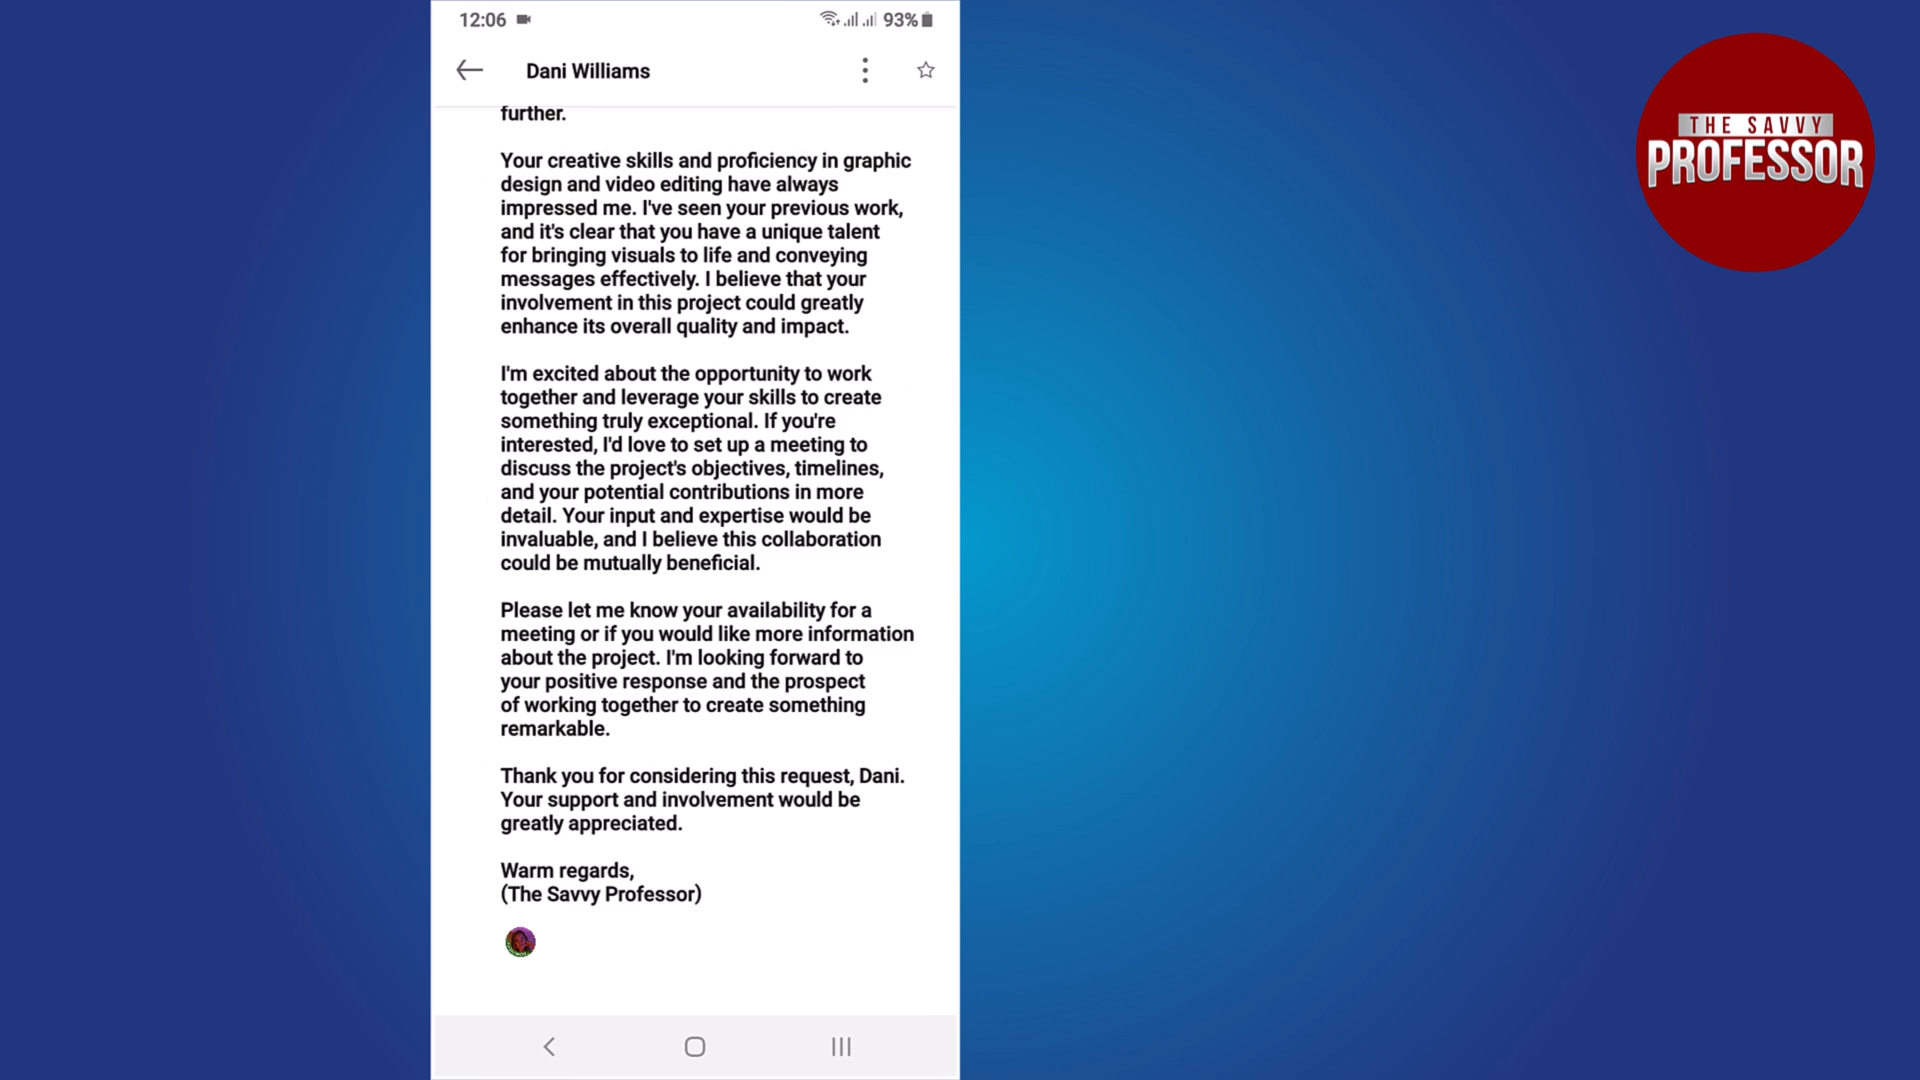 12:06
93%
Dani Williams
further.
Your creative skills and proficiency in graphic
design and video editing have always
impressed me. I've seen your previous work,
and it's clear that you have a unique talent
for bringing visuals to life and conveying
messages effectively. I believe that your
involvement in this project could greatly
enhance its overall quality and impact.
I'm excited about the opportunity to work
together and leverage your skills to create
something truly exceptional. If you're
interested, I'd love to set up a meeting to
discuss the project's objectives, timelines,
and your potential contributions in more
detail. Your input and expertise would be
invaluable, and I believe this collaboration
could be mutually beneficial.
Please let me know your availability for a
meeting or if you would like more information
about the project. I'm looking forward to
your positive response and the prospect
of working together to create something
remarkable.
Thank you for considering this request, Dani.
Your support and involvement would be
greatly appreciated.
Warm regards,
(The Savvy Professor)
THE SAVVY
PROFESSOR